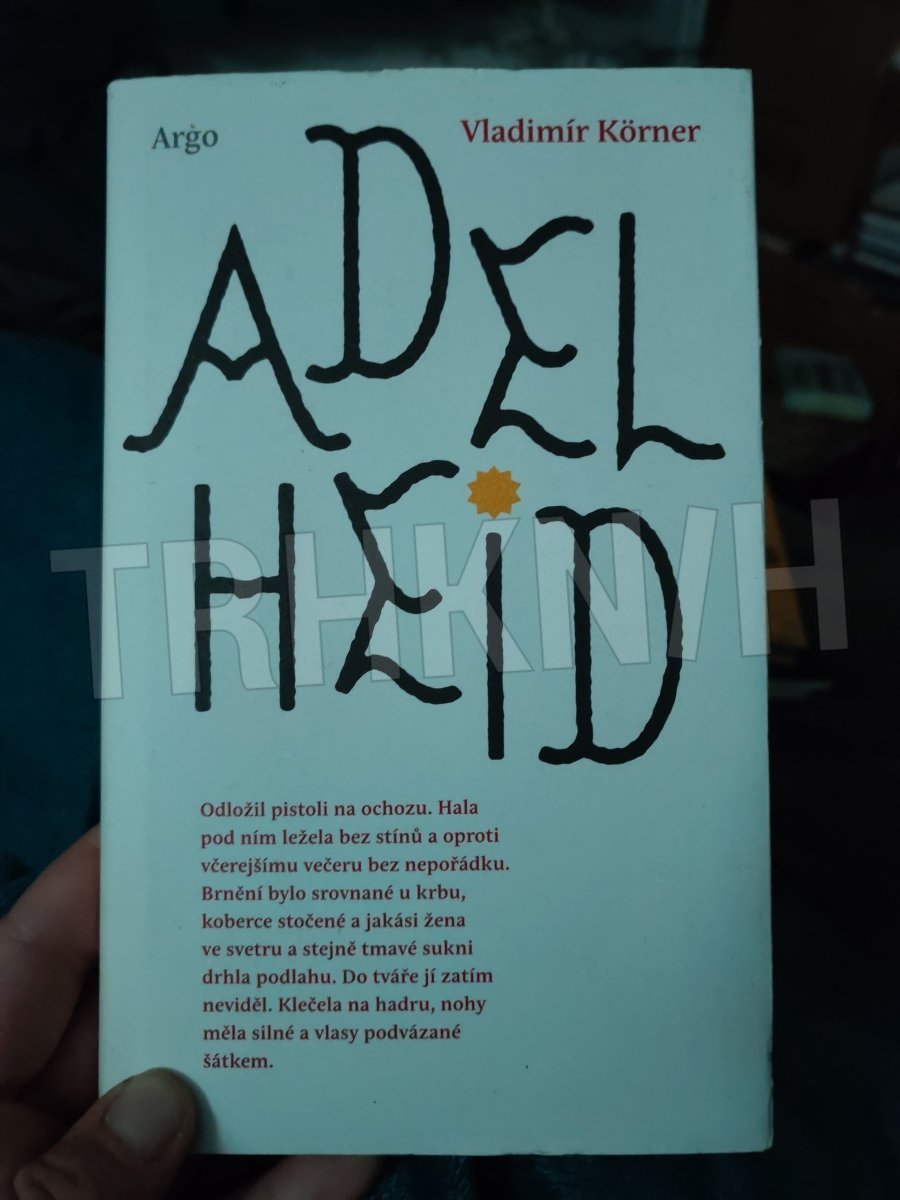 Argo
Vladimír Körner
ADEL
HEID
TRHKNIH
Odložil pistoli na ochozu. Hala
pod ním ležela bez stínů a oproti
včerejšímu večeru bez nepořádku.
Brnění bylo srovnané u krbu,
koberce stočené a jakási žena
ve svetru a stejně tmavé sukni
drhla podlahu. Do tváře jí zatím
neviděl. Klečela na hadru, nohy
měla silné a vlasy podvázané
šátkem.